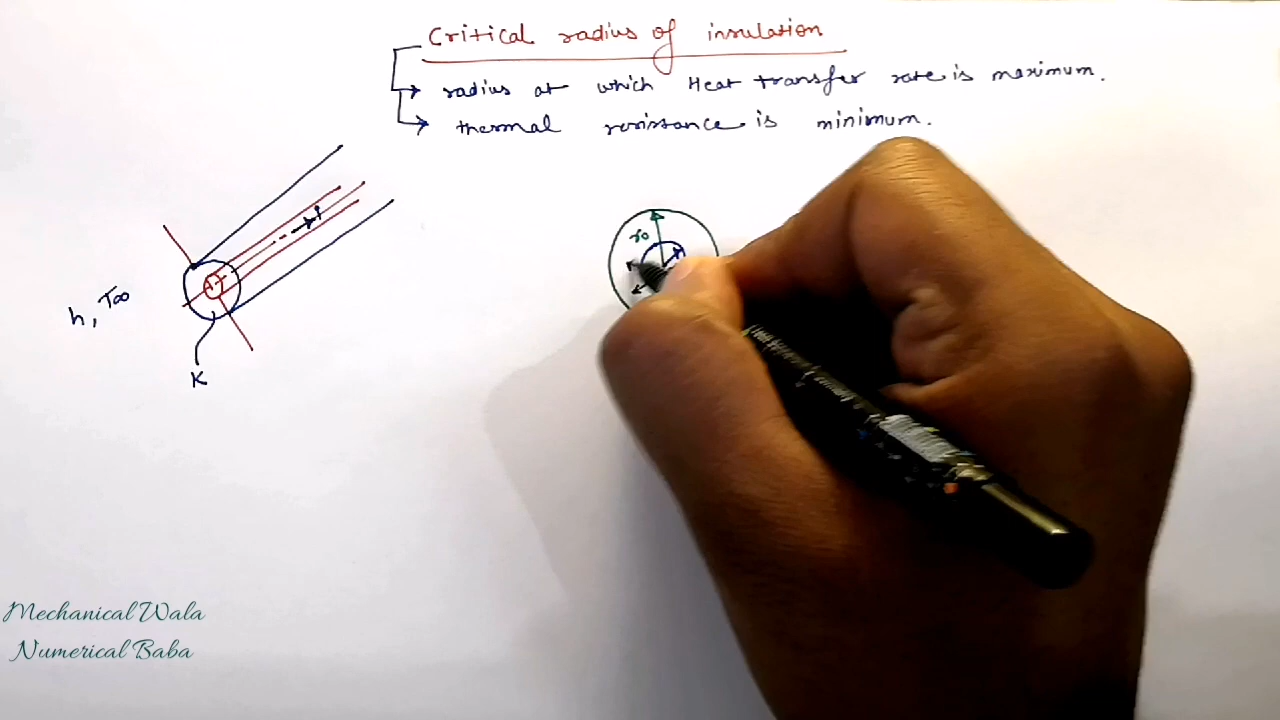 Critical radius of insulation
radius at which Heat transfer rate is maximum.
thermal resistance is minimum.
i
r0
h, T∞
K
Mechanical Wala
Numerical Baba